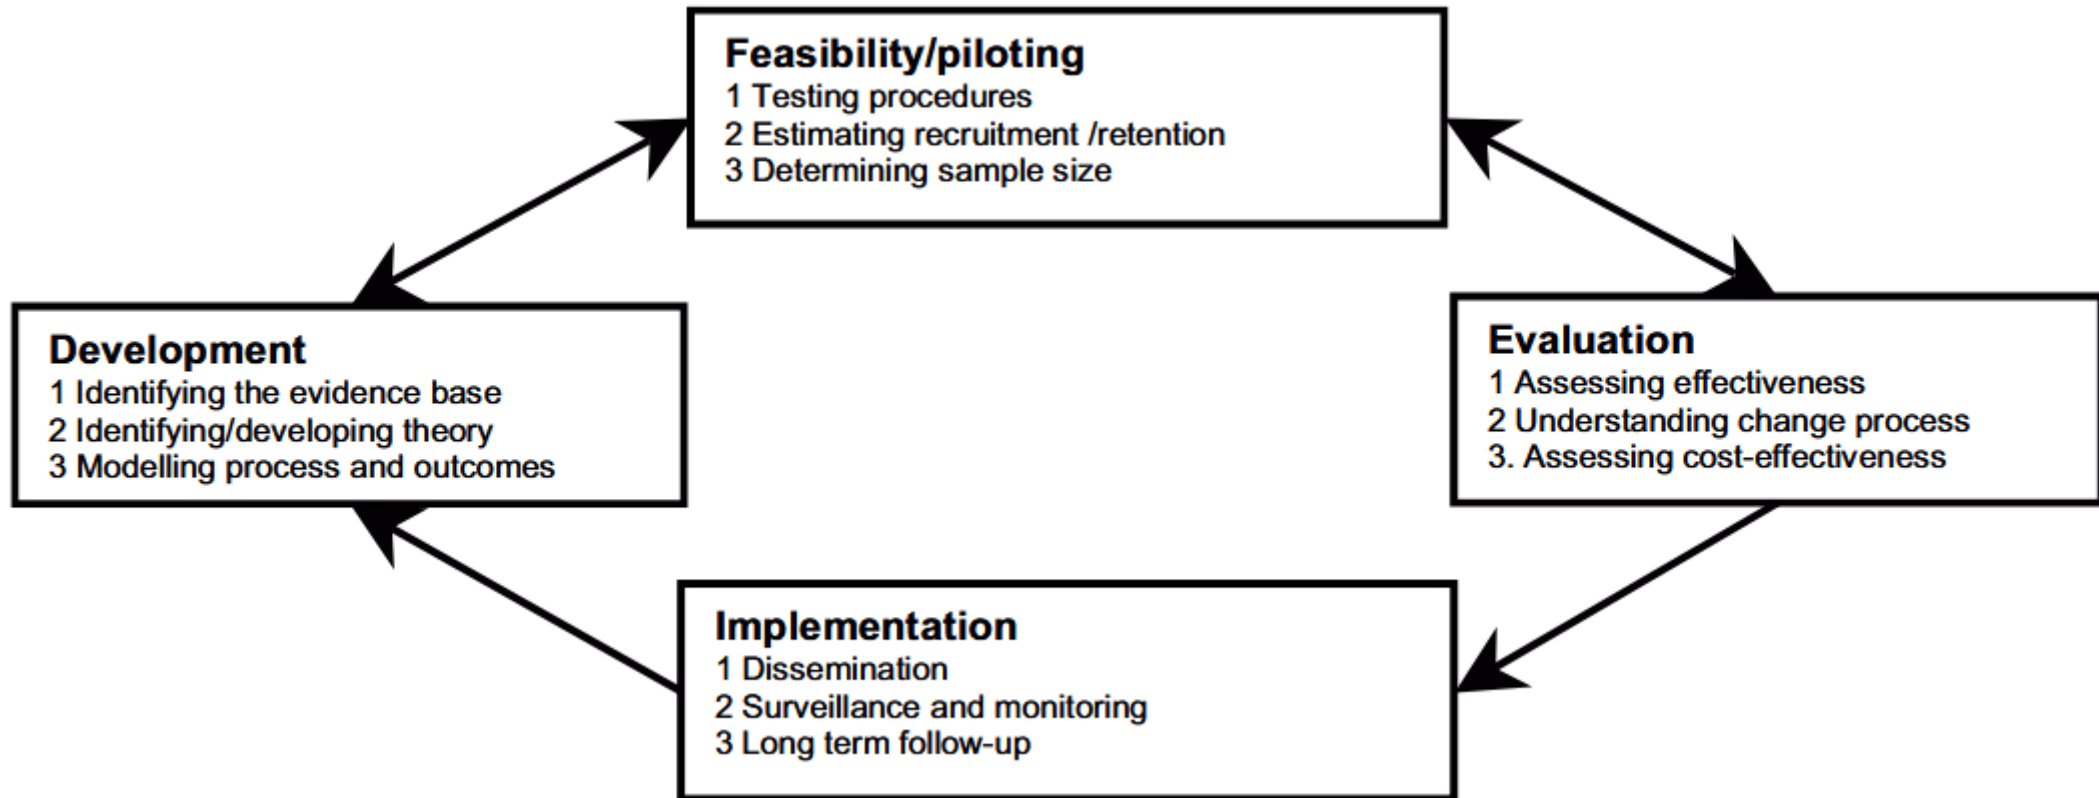 Feasibility/piloting
1 Testing procedures
2 Estimating recruitment /retention
3 Determining sample size
Development
1 Identifying the evidence base
2 Identifying/developing theory
3 Modelling process and outcomes
Evaluation
1 Assessing effectiveness
2 Understanding change process
3. Assessing cost-effectiveness
Implementation
1 Dissemination
2 Surveillance and monitoring
3 Long term follow-up